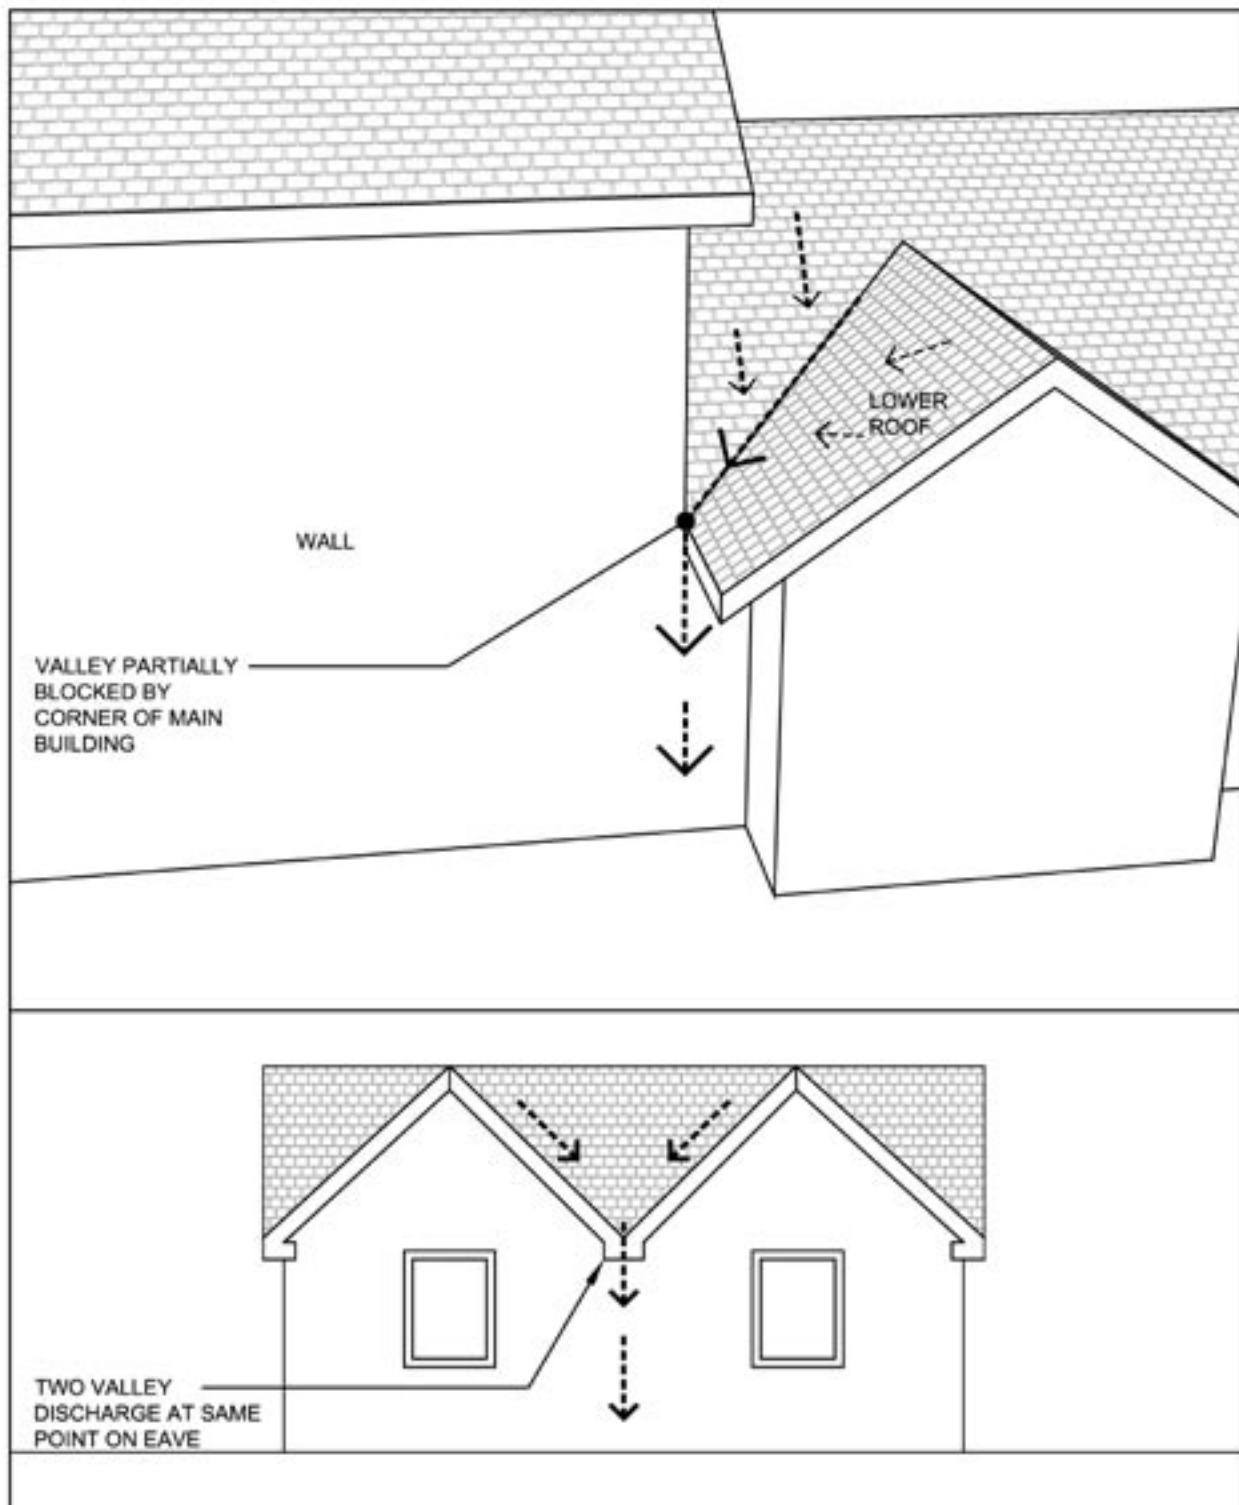 LOWER
ROOF
WALL
VALLEY PARTIALLY
BLOCKED BY
CORNER OF MAIN
BUILDING
TWO VALLEY
DISCHARGE AT SAME
POINT ON EAVE